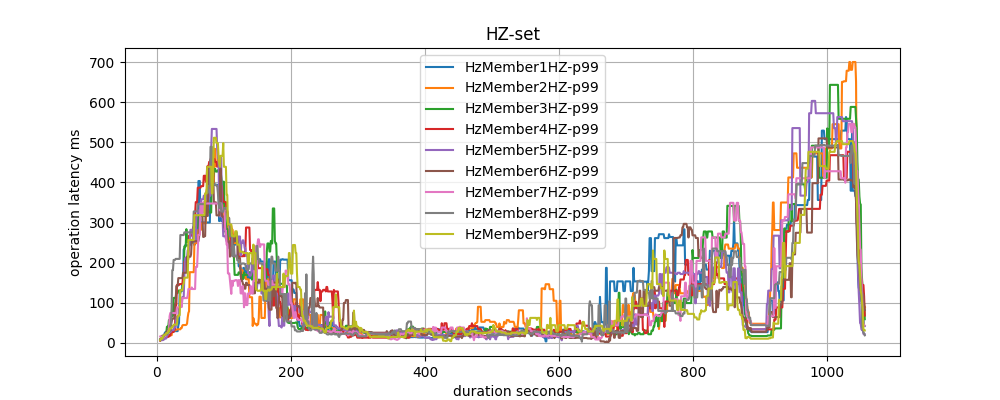 HZ-set
operation latency ms
700
600
500
400
300
200
100
0
HzMember1HZ-p99
HzMember2HZ-p99
HzMember3HZ-p99
HzMember4HZ-p99
HzMember5HZ-p99
HzMember6HZ-p99
HzMember7HZ-p99
HzMember8HZ-p99
HzMember9HZ-p99
0 200 400 600 800 1000
duration seconds